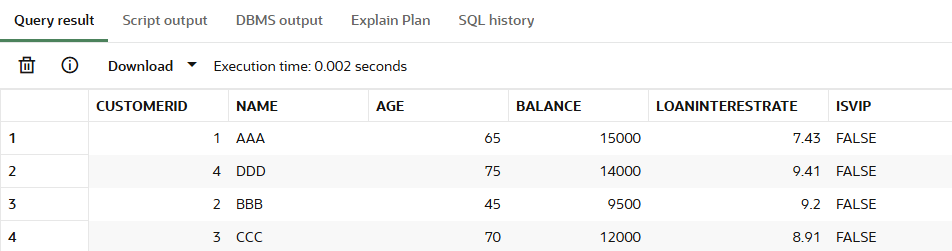 Query result Script output DBMS output Explain Plan SQL history
Download Execution time: 0.002 seconds
CUSTOMERID NAME AGE BALANCE LOANINTERESTRATE ISVIP
1 1 AAA 65 15000 7.43 FALSE
2 4 DDD 75 14000 9.41 FALSE
3 2 BBB 45 9500 9.2 FALSE
4 3 CCC 70 12000 8.91 FALSE